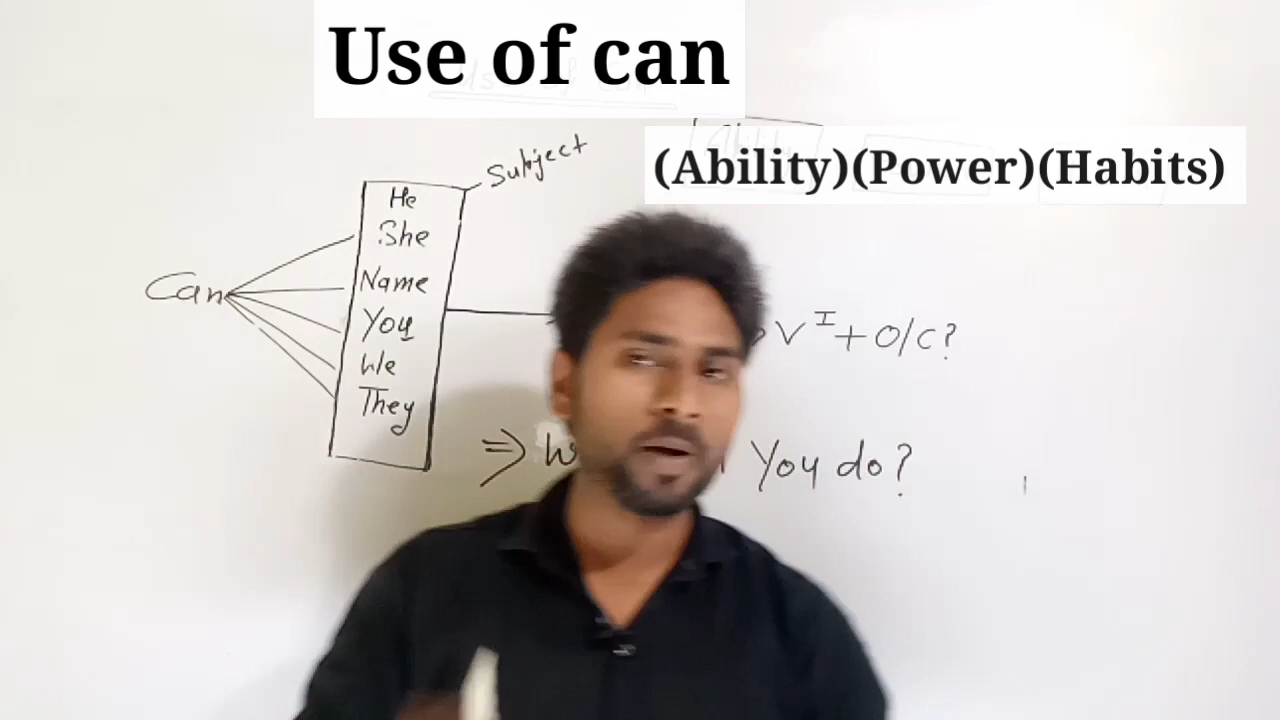 Use of can
(Ability)(Power)(Habits)
Subject
He
She
Name
Can
You
We
They
V I + O/C ?
⇒ You do ?